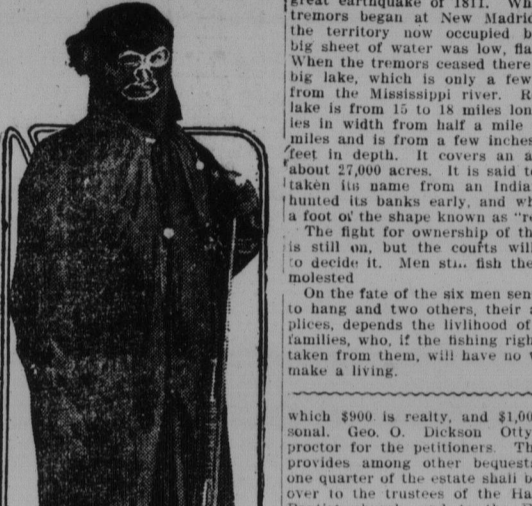 great earthquake of 1811. Wh
tremors began at New Madric
the territory now occupied b
big sheet of water was low, fla
When the tremors ceased there
big lake, which is only a few
from the Mississippi river. R
lake is from 15 to 18 miles lon
ies in width from half a mile
miles and is from a few inches
feet in depth. It covers an a
about 27,000 acres. It is said t
taken its name from an India
hunted its banks early, and wh
a foot of the shape known as "re
The fight for ownership of th
is still on, but the courts wil
to decide it. Men sti.. fish the
molested
On the fate of the six men sen
to hang and two others, their a
plices, depends the livlihood of
families, who, if the fishing righ
taken from them, will have no
make a living.
which $900 is realty, and $1,00
sonal. Geo. O. Dickson Otty
proctor for the petitioners. Th
provides among other bequest
one quarter of the estate shall b
over to the trustees of the Ha